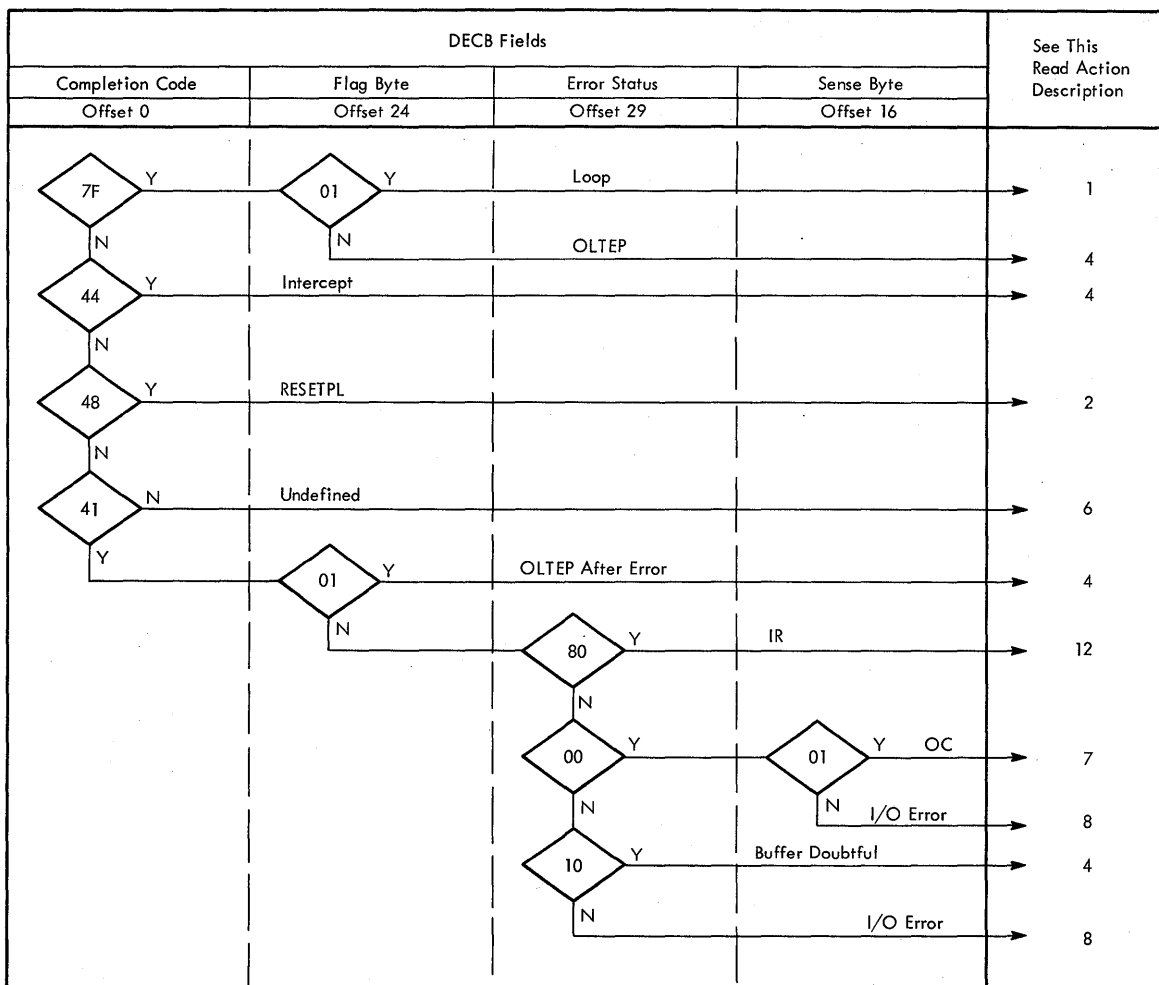 DECB Fields
See This
Read Action
Description
Completion Code Flag Byte Error Status Sense Byte
Offset 0 Offset 24 Offset 29 Offset 16
7F Y 01 Y Loop 1
N N OLTEP 4
44 Y Intercept 4
N
48 Y RESETPL 2
N
41 N Undefined 6
Y 01 Y OLTEP After Error 4
N 80 Y IR 12
N
00 Y 01 Y OC 7
N N I/O Error 8
10 Y Buffer Doubtful 4
N I/O Error 8